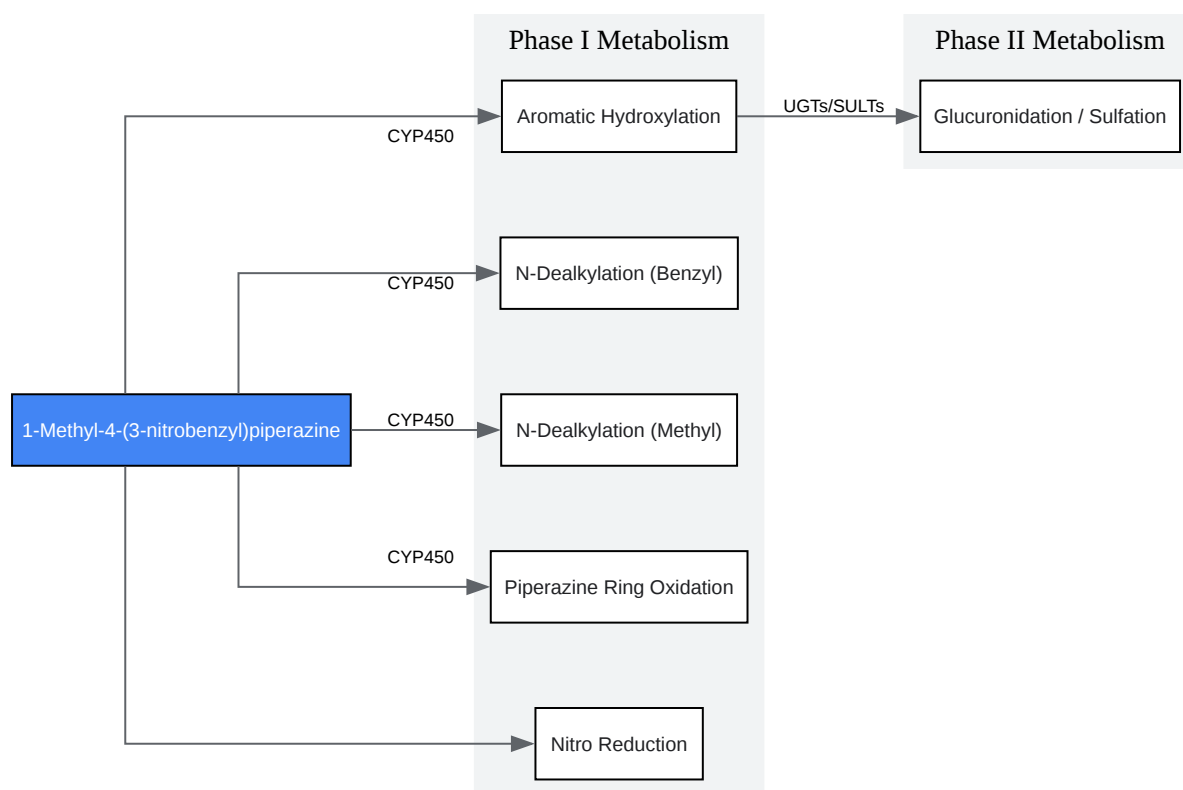 Phase I Metabolism
Phase II Metabolism
Aromatic Hydroxylation
UGTs/SULTs
Glucuronidation / Sulfation
CYP450
N-Dealkylation (Benzyl)
CYP450
1-Methyl-4-(3-nitrobenzyl)piperazine
CYP450
N-Dealkylation (Methyl)
CYP450
Piperazine Ring Oxidation
Nitro Reduction